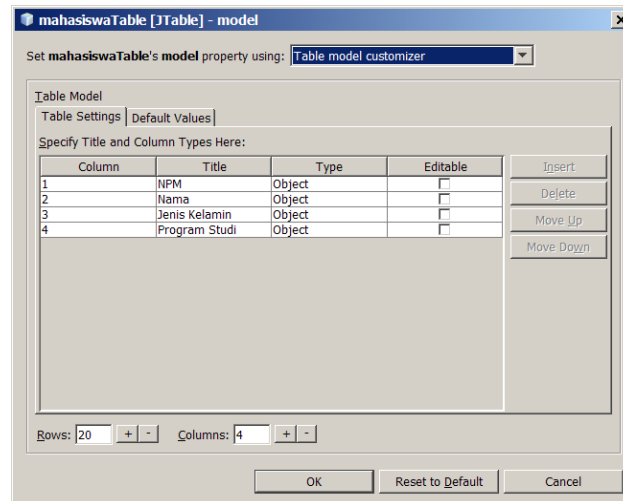 mahasiswaTable [JTable] - model
Set mahasiswaTable's model property using: Table model customizer
Table Model
Table Settings Default Values
Specify Title and Column Types Here:
Column Title Type Editable
1 NPM Object
2 Nama Object
3 Jenis Kelamin Object
4 Program Studi Object
Insert
Delete
Move Up
Move Down
Rows: 20 + - Columns: 4 + -
OK Reset to Default Cancel